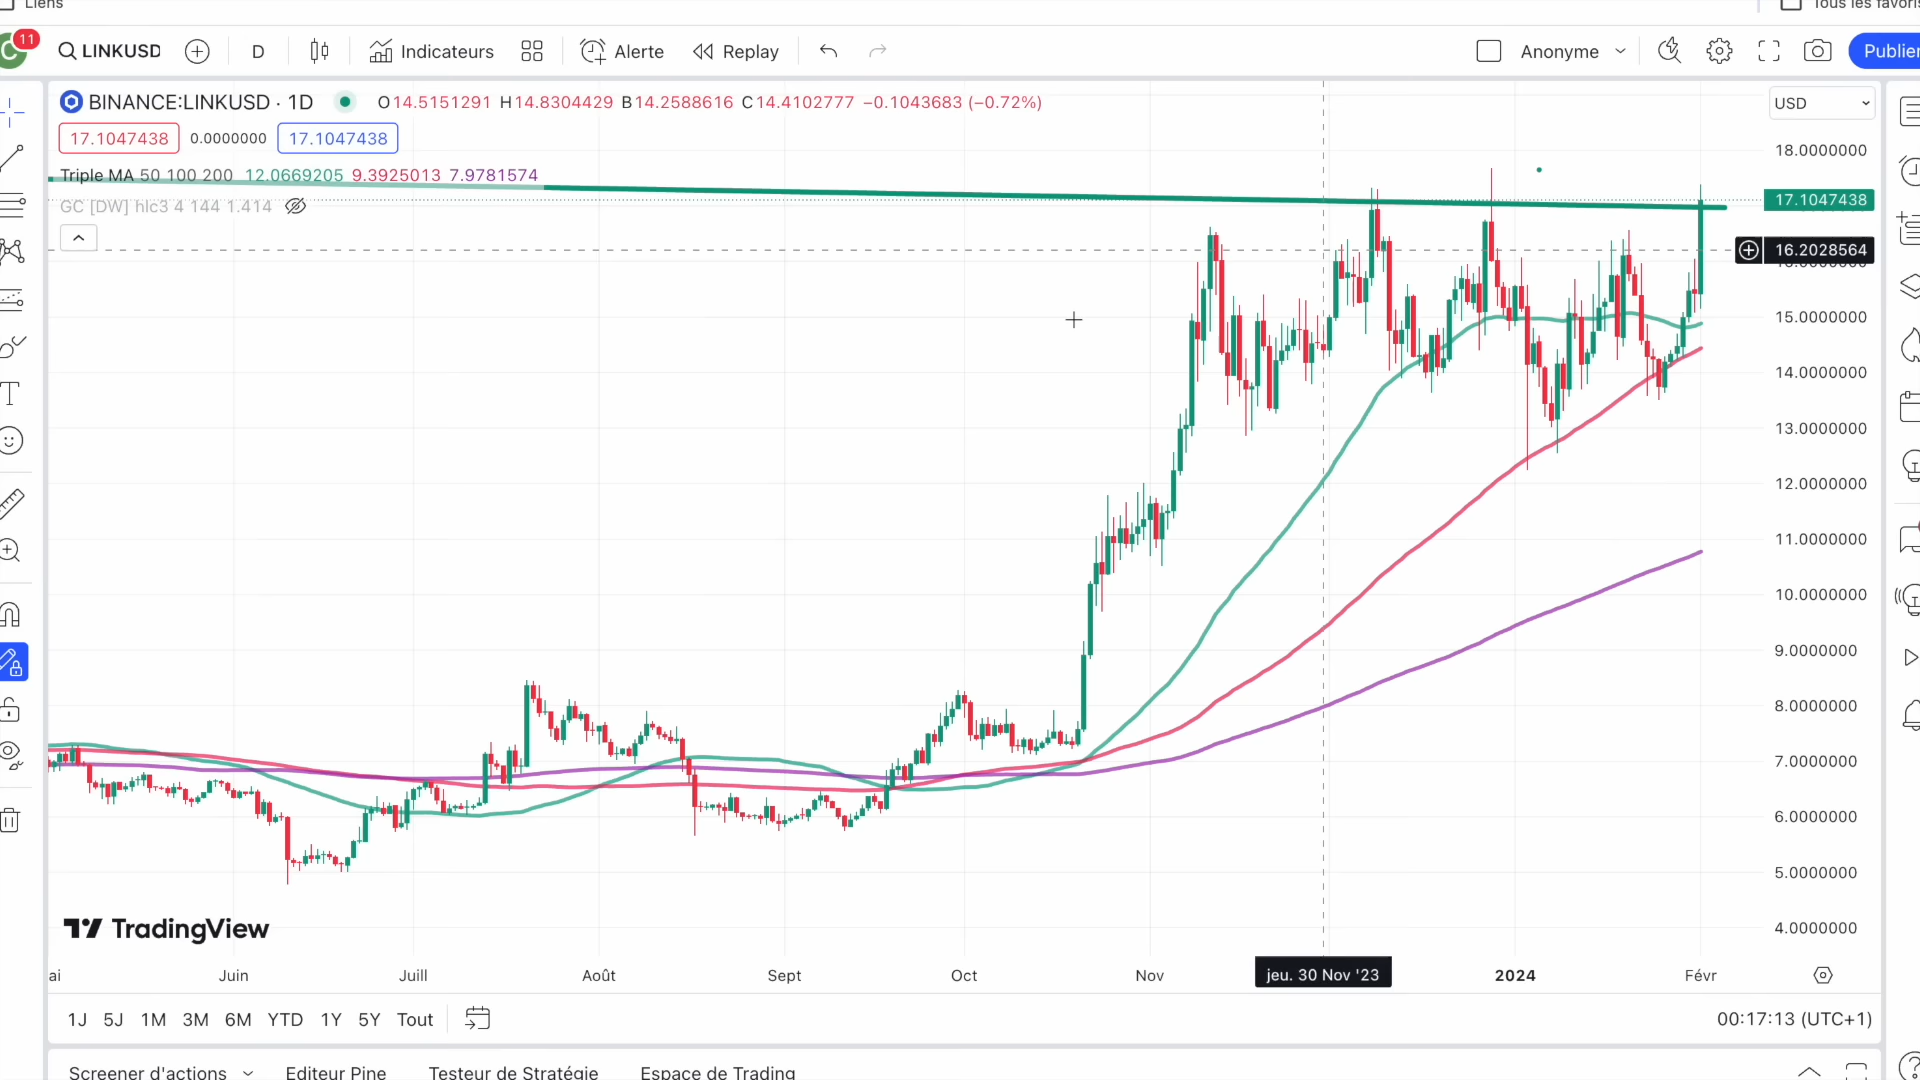 Liens
Tous les favoris
11
C
LINKUSD
D
Indicateurs
Alerte
Replay
Anonyme
Publier
BINANCE:LINKUSD · 1D
O14.5151291 H14.8304429 B14.2588616 C14.4102777 −0.1043683 (−0.72%)
USD
17.1047438
0.0000000
17.1047438
Triple MA 50 100 200 12.0669205 9.3925013 7.9781574
GC [DW] hlc3 4 144 1.414
18.0000000
17.1047438
16.2028564
16.0000000
15.0000000
14.0000000
13.0000000
12.0000000
11.0000000
10.0000000
9.0000000
8.0000000
7.0000000
6.0000000
5.0000000
4.0000000
TradingView
ai
Juin
Juill
Août
Sept
Oct
Nov
jeu. 30 Nov '23
2024
Févr
1J 5J 1M 3M 6M YTD 1Y 5Y Tout
00:17:13 (UTC+1)
Screener d'actions
Editeur Pine
Testeur de Stratégie
Espace de Trading